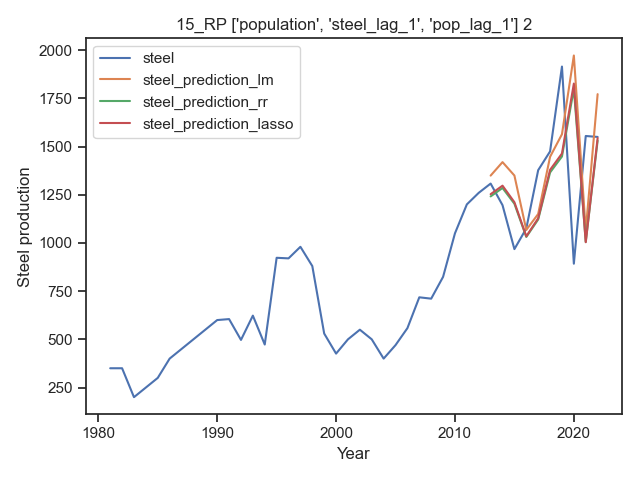 15_RP ['population', 'steel_lag_1', 'pop_lag_1'] 2
steel
steel_prediction_lm
steel_prediction_rr
steel_prediction_lasso
Steel production
2000
1750
1500
1250
1000
750
500
250
1980
1990
2000
2010
2020
Year